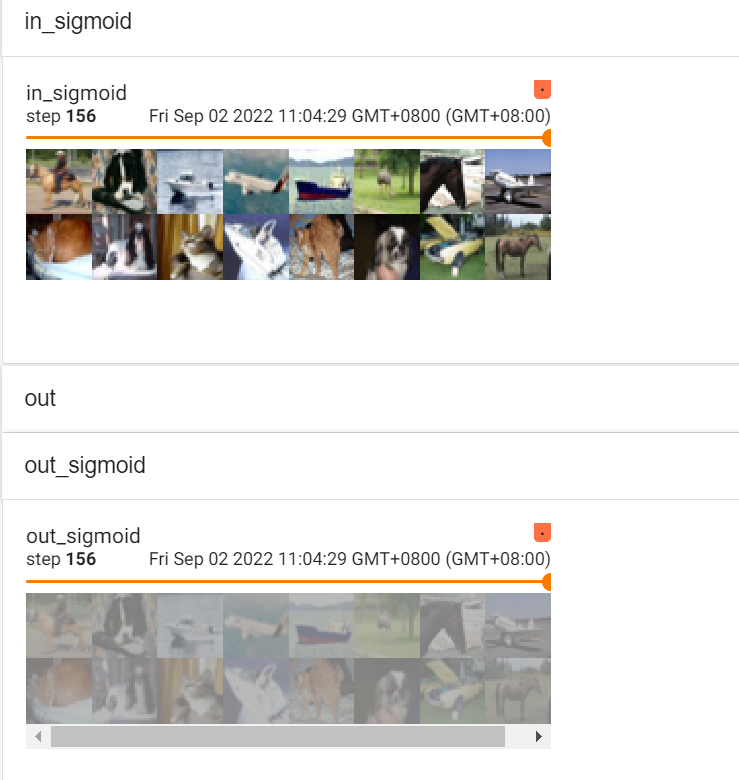 in_sigmoid
in_sigmoid
step 156 Fri Sep 02 2022 11:04:29 GMT+0800 (GMT+08:00)
out
out_sigmoid
out_sigmoid
step 156 Fri Sep 02 2022 11:04:29 GMT+0800 (GMT+08:00)